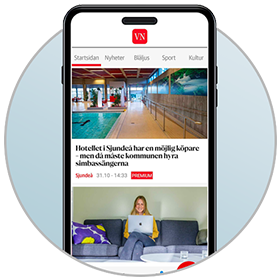 VN
Startsidan Nyheter Blåljus Sport Kultur
Hotellet i Sjundeå har en möjlig köpare
– men då måste kommunen hyra
simbassängerna
Sjundeå 31.10 - 14:33 PREMIUM